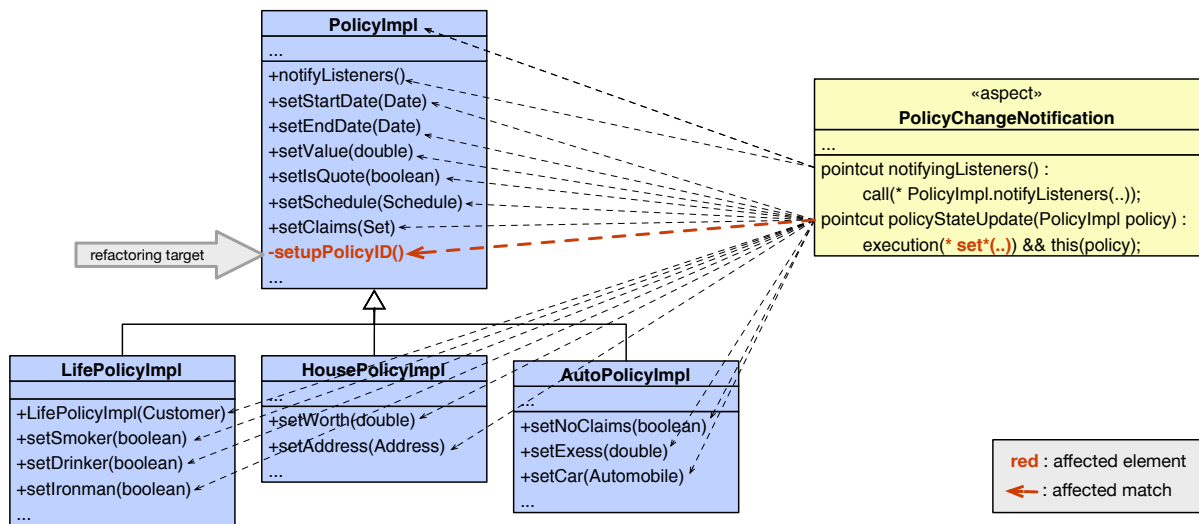 PolicyImpl
...
+notifyListeners()
+setStartDate(Date)
+setEndDate(Date)
+setValue(double)
+setIsQuote(boolean)
+setSchedule(Schedule)
+setClaims(Set)
-setupPolicyID()
...
refactoring target
«aspect»
PolicyChangeNotification
...
pointcut notifyingListeners() :
call(* PolicyImpl.notifyListeners(..));
pointcut policyStateUpdate(PolicyImpl policy) :
execution(* set*(..)) && this(policy);
LifePolicyImpl
...
+LifePolicyImpl(Customer)
+setSmoker(boolean)
+setDrinker(boolean)
+setIronman(boolean)
...
HousePolicyImpl
...
+setWorth(double)
+setAddress(Address)
...
AutoPolicyImpl
...
+setNoClaims(boolean)
+setExess(double)
+setCar(Automobile)
...
red : affected element
: affected match